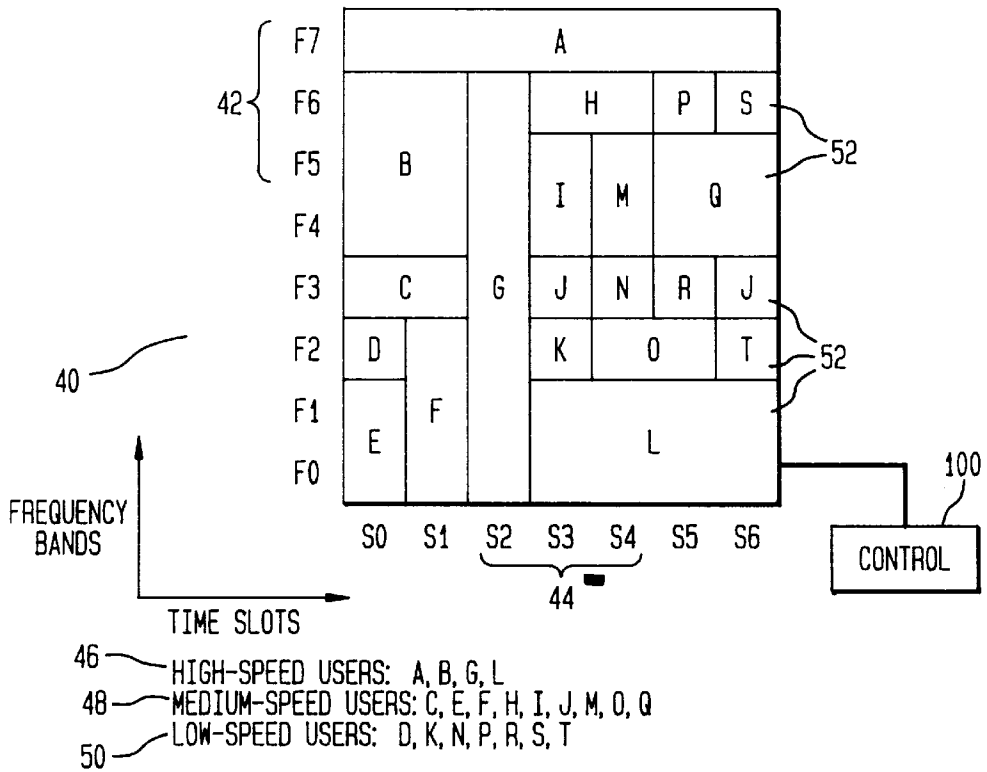 F7 A
42 F6 H P S
F5 B I M Q 52
F4
F3 C G J N R J
F2 D K O T 52
40
F1 E F L
F0
100
FREQUENCY
BANDS
S0 S1 S2 S3 S4 S5 S6
CONTROL
44
TIME SLOTS
46 HIGH-SPEED USERS: A, B, G, L
48 MEDIUM-SPEED USERS: C, E, F, H, I, J, M, O, Q
50 LOW-SPEED USERS: D, K, N, P, R, S, T